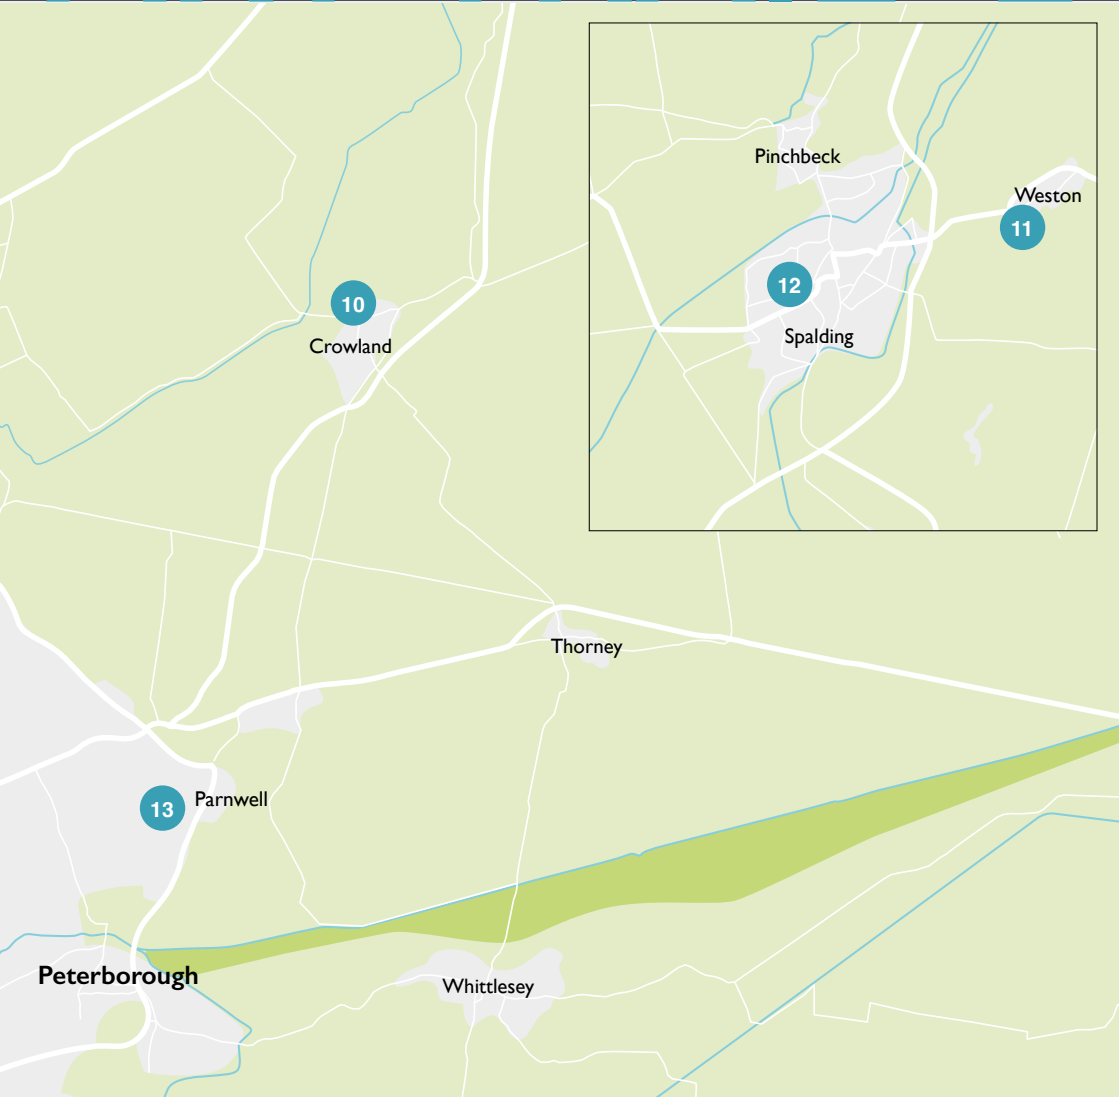 Pinchbeck
Weston
11
12
Spalding
10
Crowland
Thorney
13
Parnwell
Peterborough
Whittlesey